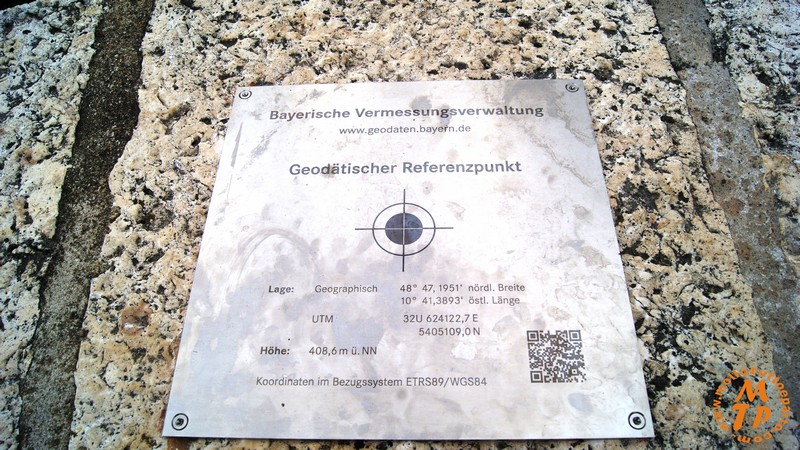 Bayerische Vermessungsverwaltung
www.geodaten.bayern.de
Geodätischer Referenzpunkt
Lage: Geographisch 48° 47,1951' nördl. Breite
10° 41,3893' östl. Länge
UTM 32U 624122,7 E
5405109,0 N
Höhe: 408,6 m ü. NN
Koordinaten im Bezugssystem ETRS89/WGS84
MTP